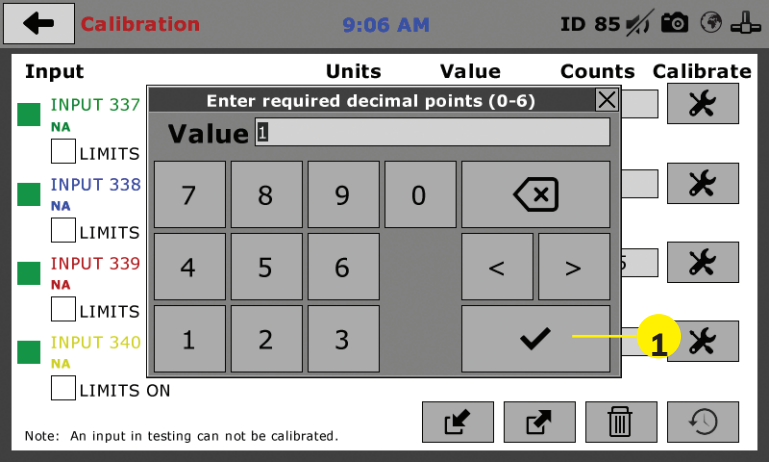 Calibration 9:06 AM ID 85
Input Units Value Counts Calibrate
INPUT 337
NA
LIMITS
INPUT 338
NA
LIMITS
INPUT 339
NA
LIMITS
INPUT 340
NA
LIMITS ON
Enter required decimal points (0-6)
Value 1
7 8 9 0
4 5 6 < >
1 2 3
1
Note: An input in testing can not be calibrated.